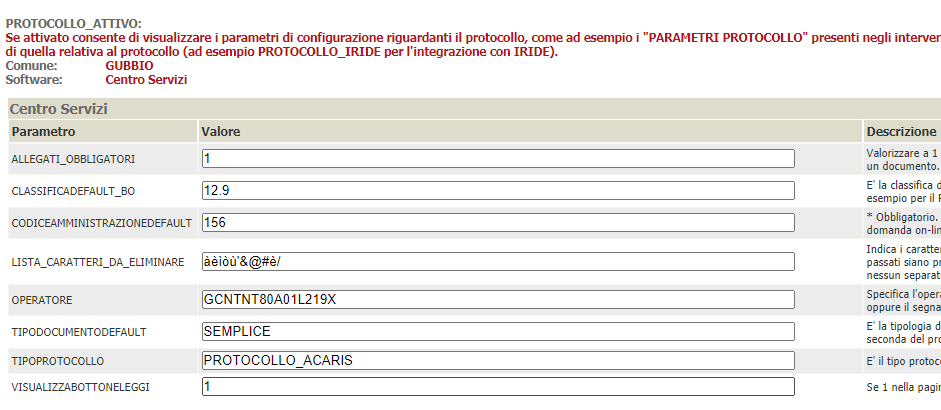 PROTOCOLLO_ATTIVO:
Se attivato consente di visualizzare i parametri di configurazione riguardanti il protocollo, come ad esempio i "PARAMETRI PROTOCOLLO" presenti negli
di quella relativa al protocollo (ad esempio PROTOCOLLO_IRIDE per l'integrazione con IRIDE).
Comune: GUBBIO
Software: Centro Servizi
Centro Servizi
Parametro Valore Descrizione
ALLEGATI_OBBLIGATORI 1 Valorizzare a 1
un documento.
CLASSIFICADEFAULT_BO 12.9 E' la classifica d
esempio per il
CODICEAMMINISTRAZIONEDEFAULT 156 * Obbligatorio.
domanda on-lin
LISTA_CARATTERI_DA_ELIMINARE àèìòù'&@#è/ Indica i caratte
passati siano pr
nessun separat
OPERATORE GCNTNT80A01L219X Specifica l'opera
oppure il segna
TIPODOCUMENTODEFAULT SEMPLICE E' la tipologia d
seconda del pro
TIPOPROTOCOLLO PROTOCOLLO_ACARIS E' il tipo protoc
VISUALIZZABOTTONELEGGI 1 Se 1 nella pagin